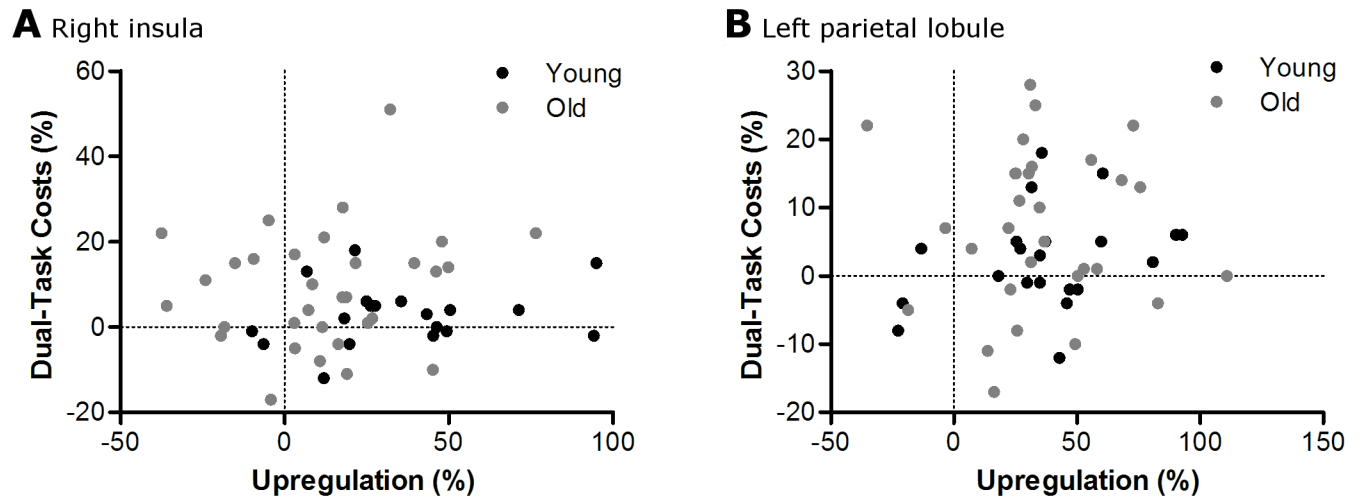 A Right insula
60
40
20
0
-20
-50
0
50
100
Dual-Task Costs (%)
Upregulation (%)
Young
Old
B Left parietal lobule
30
20
10
0
-10
-20
-50
0
50
100
150
Dual-Task Costs (%)
Upregulation (%)
Young
Old